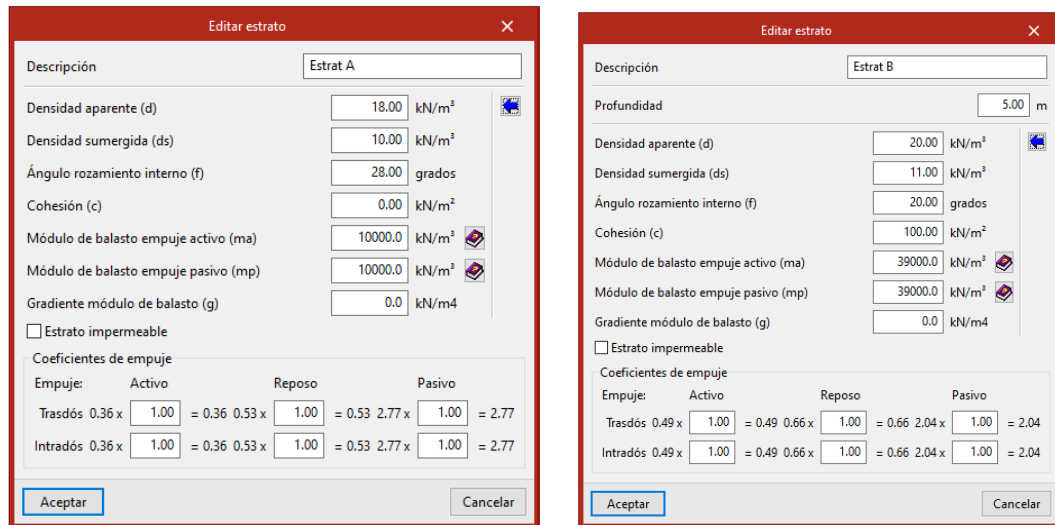 Editar estrato
Descripción Estrat A
Densidad aparente (d) 18.00 kN/m³
Densidad sumergida (ds) 10.00 kN/m³
Ángulo rozamiento interno (f) 28.00 grados
Cohesión (c) 0.00 kN/m²
Módulo de balasto empuje activo (ma) 10000.0 kN/m³
Módulo de balasto empuje pasivo (mp) 10000.0 kN/m³
Gradiente módulo de balasto (g) 0.0 kN/m4
Estrato impermeable
Coeficientes de empuje
Empuje: Activo Reposo Pasivo
Trasdós 0.36 x 1.00 = 0.36 0.53 x 1.00 = 0.53 2.77 x 1.00 = 2.77
Intradós 0.36 x 1.00 = 0.36 0.53 x 1.00 = 0.53 2.77 x 1.00 = 2.77
Aceptar Cancelar
Editar estrato
Descripción Estrat B
Profundidad 5.00 m
Densidad aparente (d) 20.00 kN/m³
Densidad sumergida (ds) 11.00 kN/m³
Ángulo rozamiento interno (f) 20.00 grados
Cohesión (c) 100.00 kN/m²
Módulo de balasto empuje activo (ma) 39000.0 kN/m³
Módulo de balasto empuje pasivo (mp) 39000.0 kN/m³
Gradiente módulo de balasto (g) 0.0 kN/m4
Estrato impermeable
Coeficientes de empuje
Empuje: Activo Reposo Pasivo
Trasdós 0.49 x 1.00 = 0.49 0.66 x 1.00 = 0.66 2.04 x 1.00 = 2.04
Intradós 0.49 x 1.00 = 0.49 0.66 x 1.00 = 0.66 2.04 x 1.00 = 2.04
Aceptar Cancelar